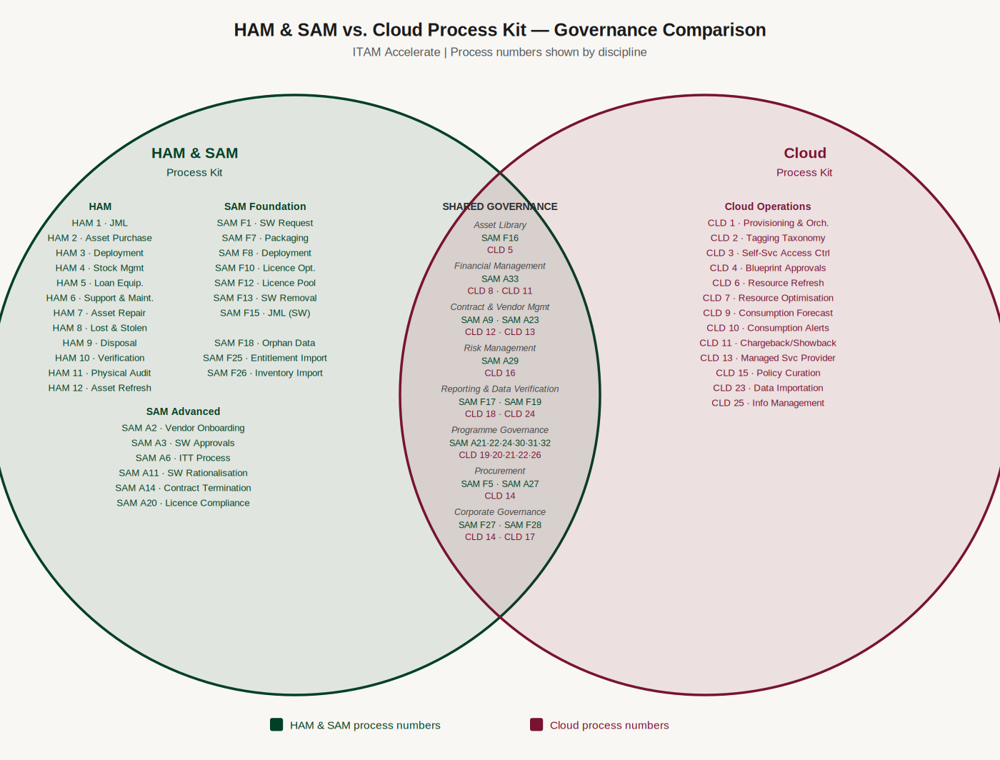 HAM & SAM vs. Cloud Process Kit — Governance Comparison
ITAM Accelerate | Process numbers shown by discipline
HAM & SAM
Process Kit
HAM
HAM 1 · JML
HAM 2 · Asset Purchase
HAM 3 · Deployment
HAM 4 · Stock Mgmt
HAM 5 · Loan Equip.
HAM 6 · Support & Maint.
HAM 7 · Asset Repair
HAM 8 · Lost & Stolen
HAM 9 · Disposal
HAM 10 · Verification
HAM 11 · Physical Audit
HAM 12 · Asset Refresh
SAM Foundation
SAM F1 · SW Request
SAM F7 · Packaging
SAM F8 · Deployment
SAM F10 · Licence Opt.
SAM F12 · Licence Pool
SAM F13 · SW Removal
SAM F15 · JML (SW)
SAM F18 · Orphan Data
SAM F25 · Entitlement Import
SAM F26 · Inventory Import
SAM Advanced
SAM A2 · Vendor Onboarding
SAM A3 · SW Approvals
SAM A6 · ITT Process
SAM A11 · SW Rationalisation
SAM A14 · Contract Termination
SAM A20 · Licence Compliance
SHARED GOVERNANCE
Asset Library
SAM F16
CLD 5
Financial Management
SAM A33
CLD 8 · CLD 11
Contract & Vendor Mgmt
SAM A9 · SAM A23
CLD 12 · CLD 13
Risk Management
SAM A29
CLD 16
Reporting & Data Verification
SAM F17 · SAM F19
CLD 18 · CLD 24
Programme Governance
SAM A21·22·24·30·31·32
CLD 19·20·21·22·26
Procurement
SAM F5 · SAM A27
CLD 14
Corporate Governance
SAM F27 · SAM F28
CLD 14 · CLD 17
Cloud
Process Kit
Cloud Operations
CLD 1 · Provisioning & Orch.
CLD 2 · Tagging Taxonomy
CLD 3 · Self-Svc Access Ctrl
CLD 4 · Blueprint Approvals
CLD 6 · Resource Refresh
CLD 7 · Resource Optimisation
CLD 9 · Consumption Forecast
CLD 10 · Consumption Alerts
CLD 11 · Chargeback/Showback
CLD 13 · Managed Svc Provider
CLD 15 · Policy Curation
CLD 23 · Data Importation
CLD 25 · Info Management
HAM & SAM process numbers
Cloud process numbers